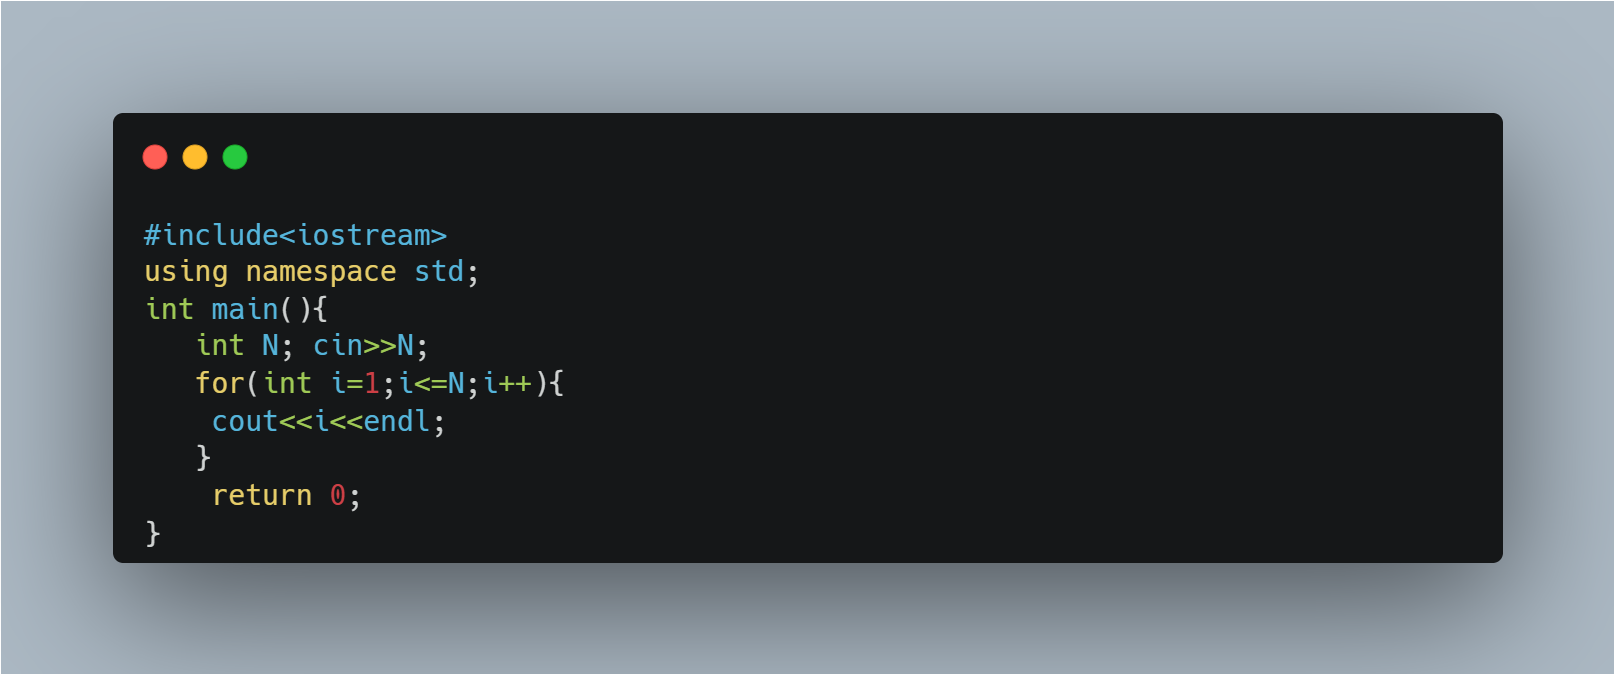 #include<iostream>
using namespace std;
int main(){
   int N; cin>>N;
   for(int i=1;i<=N;i++){
    cout<<i<<endl;
   }
    return 0;
}